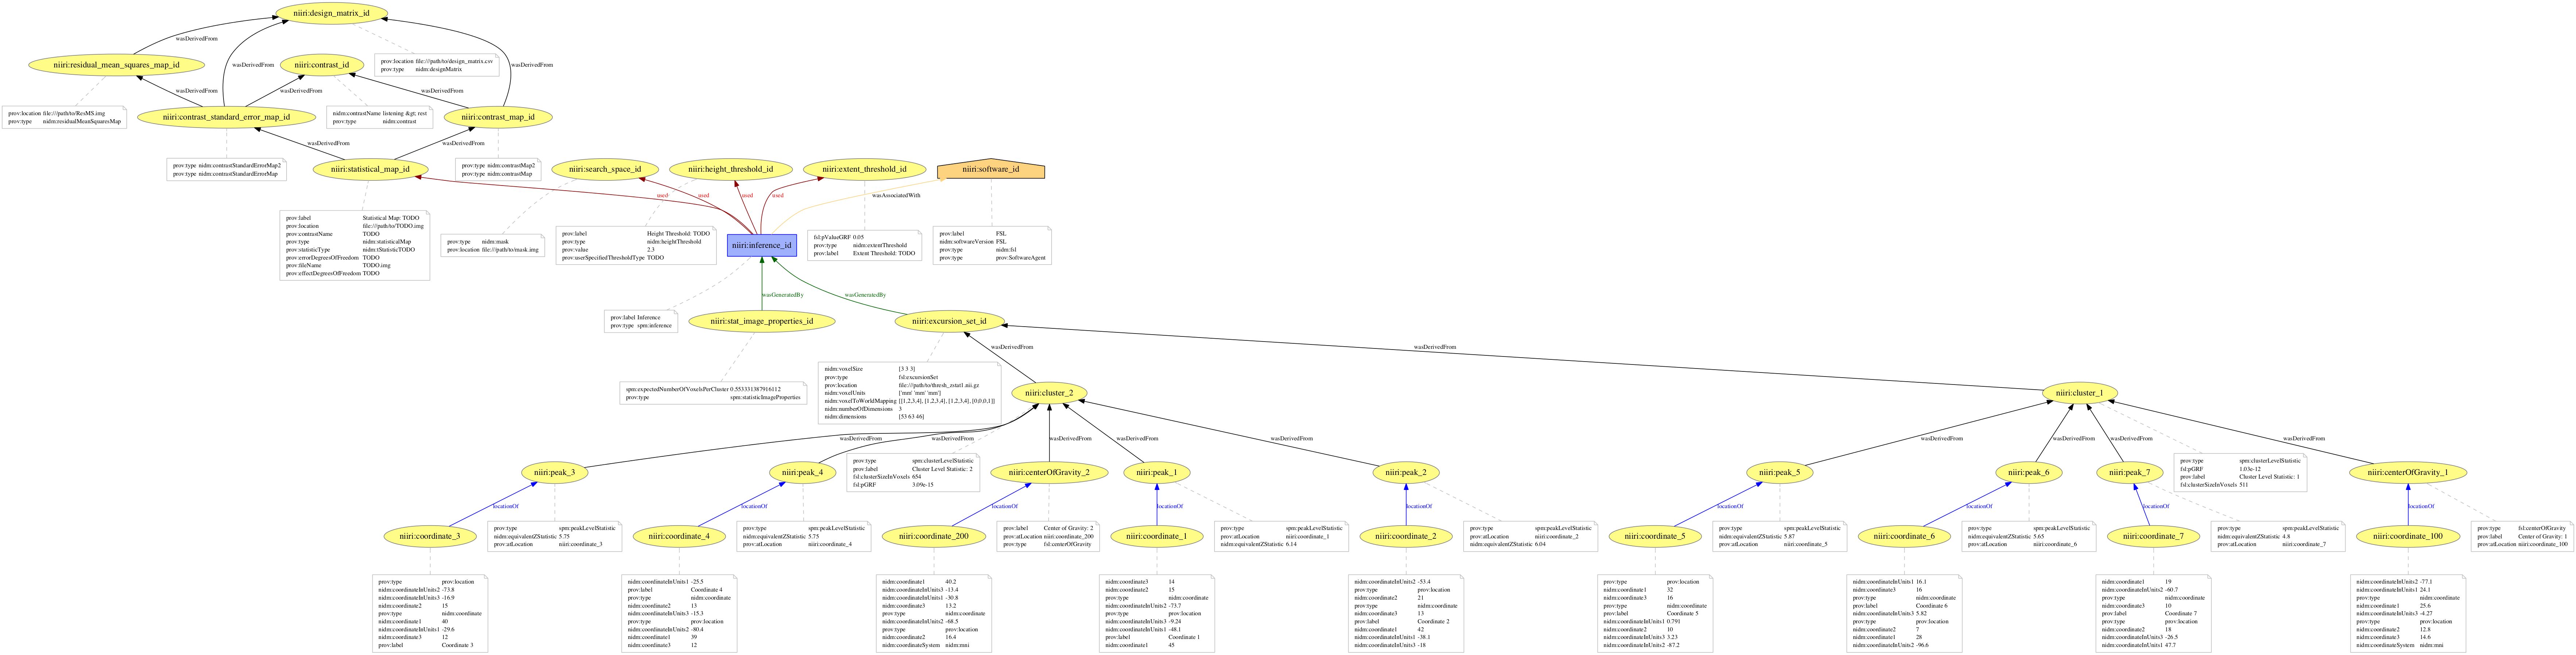 niiri:design_matrix_id
wasDerivedFrom
niiri:residual_mean_squares_map_id
niiri:contrast_id
prov:location file:///path/to/design_matrix.csv
prov:type nidm:designMatrix
wasDerivedFrom
wasDerivedFrom
wasDerivedFrom
wasDerivedFrom
wasDerivedFrom
prov:location file:///path/to/ResMS.img
prov:type nidm:residualMeanSquaresMap
niiri:contrast_standard_error_map_id
nidm:contrastName listening &gt; rest
prov:type nidm:contrast
niiri:contrast_map_id
wasDerivedFrom
wasDerivedFrom
prov:type nidm:contrastStandardErrorMap2
prov:type nidm:contrastStandardErrorMap
niiri:statistical_map_id
prov:type nidm:contrastMap2
prov:type nidm:contrastMap
niiri:search_space_id
niiri:height_threshold_id
niiri:extent_threshold_id
niiri:software_id
used
used
used
used
wasAssociatedWith
prov:label Statistical Map: TODO
prov:location file:///path/to/TODO.img
prov:contrastName TODO
prov:type nidm:statisticalMap
prov:statisticType nidm:tStatisticTODO
prov:errorDegreesOfFreedom TODO
prov:fileName TODO.img
prov:effectDegreesOfFreedom TODO
prov:type nidm:mask
prov:location file:///path/to/mask.img
prov:label Height Threshold: TODO
prov:type nidm:heightThreshold
prov:value 2.3
prov:userSpecifiedThresholdType TODO
niiri:inference_id
fsl:pValueGRF 0.05
prov:type nidm:extentThreshold
prov:label Extent Threshold: TODO
prov:label FSL
nidm:softwareVersion FSL
prov:type nidm:fsl
prov:type prov:SoftwareAgent
wasGeneratedBy
wasGeneratedBy
prov:label Inference
prov:type spm:inference
niiri:stat_image_properties_id
niiri:excursion_set_id
wasDerivedFrom
wasDerivedFrom
spm:expectedNumberOfVoxelsPerCluster 0.553331387916112
prov:type spm:statisticImageProperties
nidm:voxelSize [3 3 3]
prov:type fsl:excursionSet
prov:location file:///path/to/thresh_zstat1.nii.gz
nidm:voxelUnits ['mm' 'mm' 'mm']
nidm:voxelToWorldMapping [[1,2,3,4], [1,2,3,4], [1,2,3,4], [0,0,0,1]]
nidm:numberOfDimensions 3
nidm:dimensions [53 63 46]
niiri:cluster_2
niiri:cluster_1
wasDerivedFrom
wasDerivedFrom
wasDerivedFrom
wasDerivedFrom
wasDerivedFrom
wasDerivedFrom
wasDerivedFrom
wasDerivedFrom
wasDerivedFrom
niiri:peak_3
niiri:peak_4
prov:type spm:clusterLevelStatistic
prov:label Cluster Level Statistic: 2
fsl:clusterSizeInVoxels 654
fsl:pGRF 3.09e-15
niiri:centerOfGravity_2
niiri:peak_1
niiri:peak_2
niiri:peak_5
niiri:peak_6
niiri:peak_7
prov:type spm:clusterLevelStatistic
fsl:pGRF 1.03e-12
prov:label Cluster Level Statistic: 1
fsl:clusterSizeInVoxels 511
niiri:centerOfGravity_1
locationOf
locationOf
locationOf
locationOf
locationOf
locationOf
locationOf
locationOf
locationOf
niiri:coordinate_3
prov:type spm:peakLevelStatistic
nidm:equivalentZStatistic 5.75
prov:atLocation niiri:coordinate_3
niiri:coordinate_4
prov:type spm:peakLevelStatistic
nidm:equivalentZStatistic 5.75
prov:atLocation niiri:coordinate_4
niiri:coordinate_200
prov:label Center of Gravity: 2
prov:atLocation niiri:coordinate_200
prov:type fsl:centerOfGravity
niiri:coordinate_1
prov:type spm:peakLevelStatistic
prov:atLocation niiri:coordinate_1
nidm:equivalentZStatistic 6.14
niiri:coordinate_2
prov:type spm:peakLevelStatistic
prov:atLocation niiri:coordinate_2
nidm:equivalentZStatistic 6.04
niiri:coordinate_5
prov:type spm:peakLevelStatistic
nidm:equivalentZStatistic 5.87
prov:atLocation niiri:coordinate_5
niiri:coordinate_6
prov:type spm:peakLevelStatistic
nidm:equivalentZStatistic 5.65
prov:atLocation niiri:coordinate_6
niiri:coordinate_7
prov:type spm:peakLevelStatistic
nidm:equivalentZStatistic 4.8
prov:atLocation niiri:coordinate_7
niiri:coordinate_100
prov:type fsl:centerOfGravity
prov:label Center of Gravity: 1
prov:atLocation niiri:coordinate_100
prov:type prov:location
nidm:coordinateInUnits2 -73.8
nidm:coordinateInUnits3 -16.9
nidm:coordinate2 15
prov:type nidm:coordinate
nidm:coordinate1 40
nidm:coordinateInUnits1 -29.6
nidm:coordinate3 12
prov:label Coordinate 3
nidm:coordinateInUnits1 -25.5
prov:label Coordinate 4
prov:type nidm:coordinate
nidm:coordinate2 13
nidm:coordinateInUnits3 -15.3
prov:type prov:location
nidm:coordinateInUnits2 -80.4
nidm:coordinate1 39
nidm:coordinate3 12
nidm:coordinate1 40.2
nidm:coordinateInUnits3 -13.4
nidm:coordinateInUnits1 -30.8
nidm:coordinate3 13.2
prov:type nidm:coordinate
nidm:coordinateInUnits2 -68.5
prov:type prov:location
nidm:coordinate2 16.4
nidm:coordinateSystem nidm:mni
nidm:coordinate3 14
nidm:coordinate2 15
prov:type nidm:coordinate
nidm:coordinateInUnits2 -73.7
prov:type prov:location
nidm:coordinateInUnits3 -9.24
nidm:coordinateInUnits1 -48.1
prov:label Coordinate 1
nidm:coordinate1 45
nidm:coordinateInUnits2 -53.4
prov:type prov:location
nidm:coordinate2 21
prov:type nidm:coordinate
nidm:coordinate3 13
prov:label Coordinate 2
nidm:coordinate1 42
nidm:coordinateInUnits1 -38.1
nidm:coordinateInUnits3 -18
prov:type prov:location
nidm:coordinate1 32
nidm:coordinate3 16
prov:type nidm:coordinate
prov:label Coordinate 5
nidm:coordinateInUnits1 0.791
nidm:coordinate2 10
nidm:coordinateInUnits3 3.23
nidm:coordinateInUnits2 -87.2
nidm:coordinateInUnits1 16.1
nidm:coordinate3 16
prov:type nidm:coordinate
prov:label Coordinate 6
nidm:coordinateInUnits3 5.82
prov:type prov:location
nidm:coordinate2 7
nidm:coordinate1 28
nidm:coordinateInUnits2 -96.6
nidm:coordinate1 19
nidm:coordinateInUnits2 -60.7
prov:type nidm:coordinate
nidm:coordinate3 10
prov:label Coordinate 7
prov:type prov:location
nidm:coordinate2 18
nidm:coordinateInUnits3 -26.5
nidm:coordinateInUnits1 47.7
nidm:coordinateInUnits2 -77.1
nidm:coordinateInUnits1 24.1
prov:type nidm:coordinate
nidm:coordinate1 25.6
nidm:coordinateInUnits3 -4.27
prov:type prov:location
nidm:coordinate2 12.8
nidm:coordinate3 14.6
nidm:coordinateSystem nidm:mni